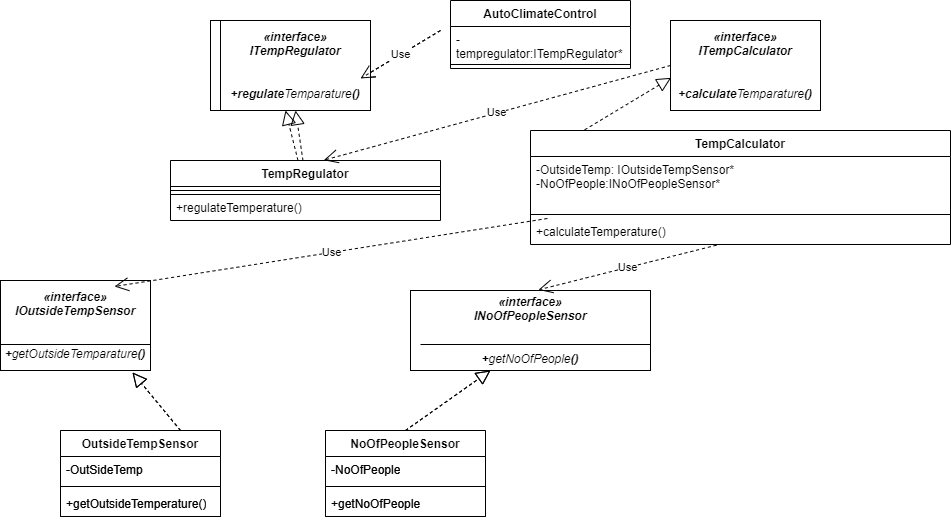 «interface»
ITempRegulator
+regulateTemparature()
AutoClimateControl
-
tempregulator:ITempRegulator*
«interface»
ITempCalculator
+calculateTemparature()
Use
Use
TempRegulator
+regulateTemperature()
TempCalculator
-OutsideTemp: IOutsideTempSensor*
-NoOfPeople:INoOfPeopleSensor*
+calculateTemperature()
Use
Use
«interface»
IOutsideTempSensor
+getOutsideTemparature()
«interface»
INoOfPeopleSensor
+getNoOfPeople()
OutsideTempSensor
-OutSideTemp
+getOutsideTemperature()
NoOfPeopleSensor
-NoOfPeople
+getNoOfPeople